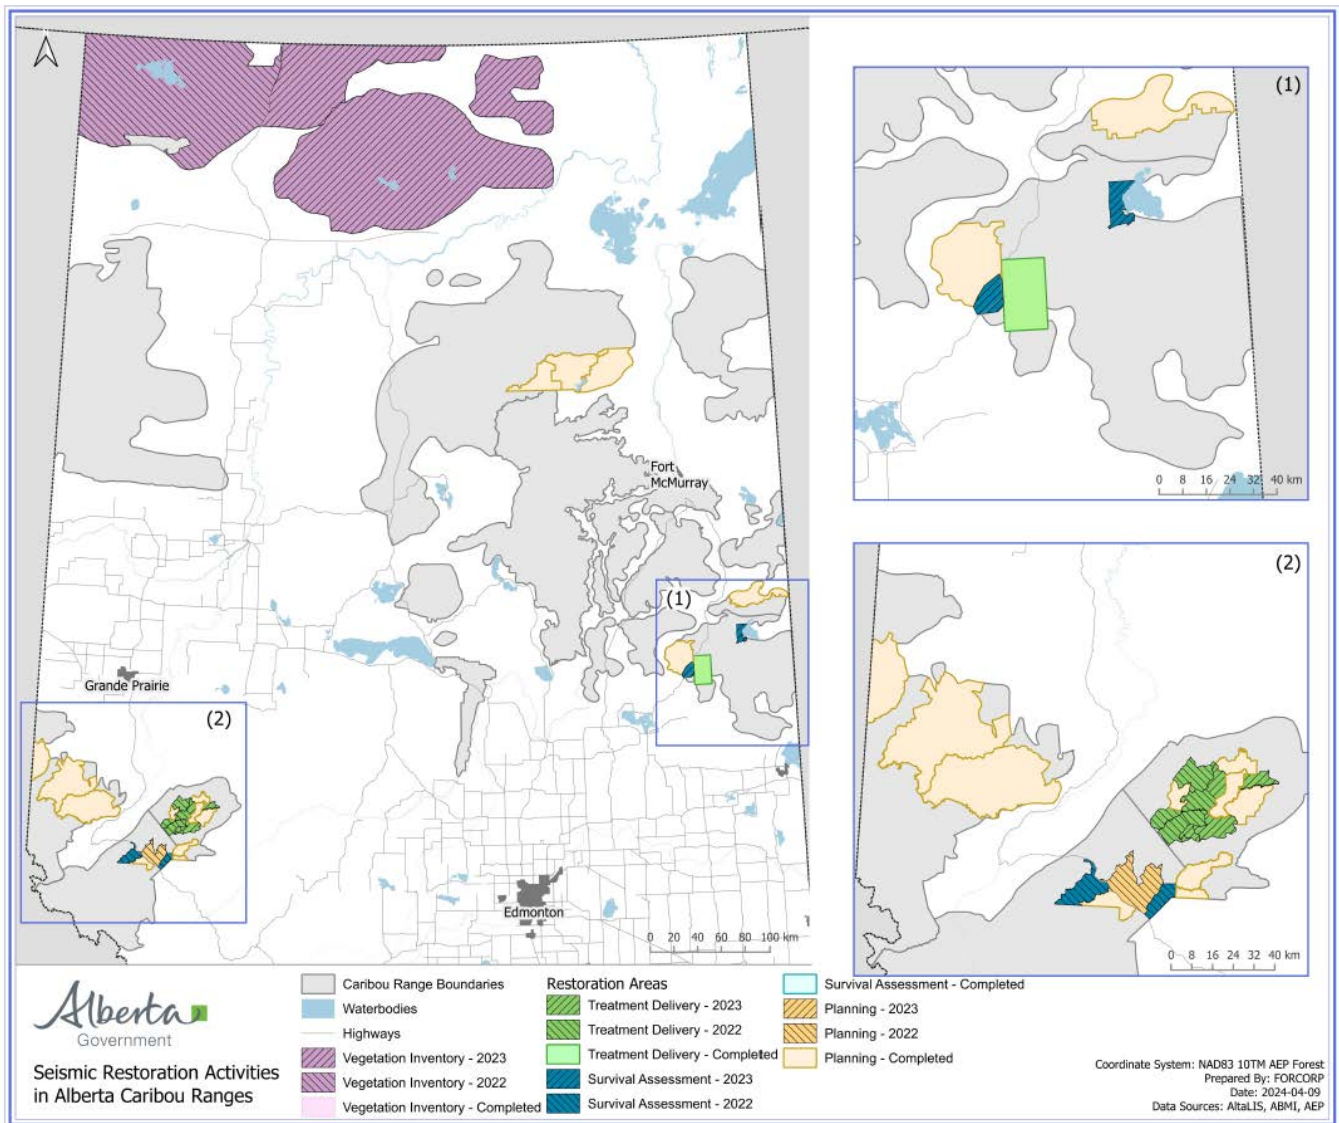 (1)
Fort
McMurray
(1)
Grande Prairie
(2)
Edmonton
0 20 40 60 80 100 km
0 8 16 24 32 40 km
(2)
0 8 16 24 32 40 km
Alberta
Government
Seismic Restoration Activities
in Alberta Caribou Ranges
Caribou Range Boundaries
Waterbodies
Highways
Vegetation Inventory - 2023
Vegetation Inventory - 2022
Vegetation Inventory - Completed
Restoration Areas
Treatment Delivery - 2023
Treatment Delivery - 2022
Treatment Delivery - Completed
Survival Assessment - 2023
Survival Assessment - 2022
Survival Assessment - Completed
Planning - 2023
Planning - 2022
Planning - Completed
Coordinate System: NAD83 10TM AEP Forest
Prepared By: FORCORP
Date: 2024-04-09
Data Sources: AltaLIS, ABMI, AEP